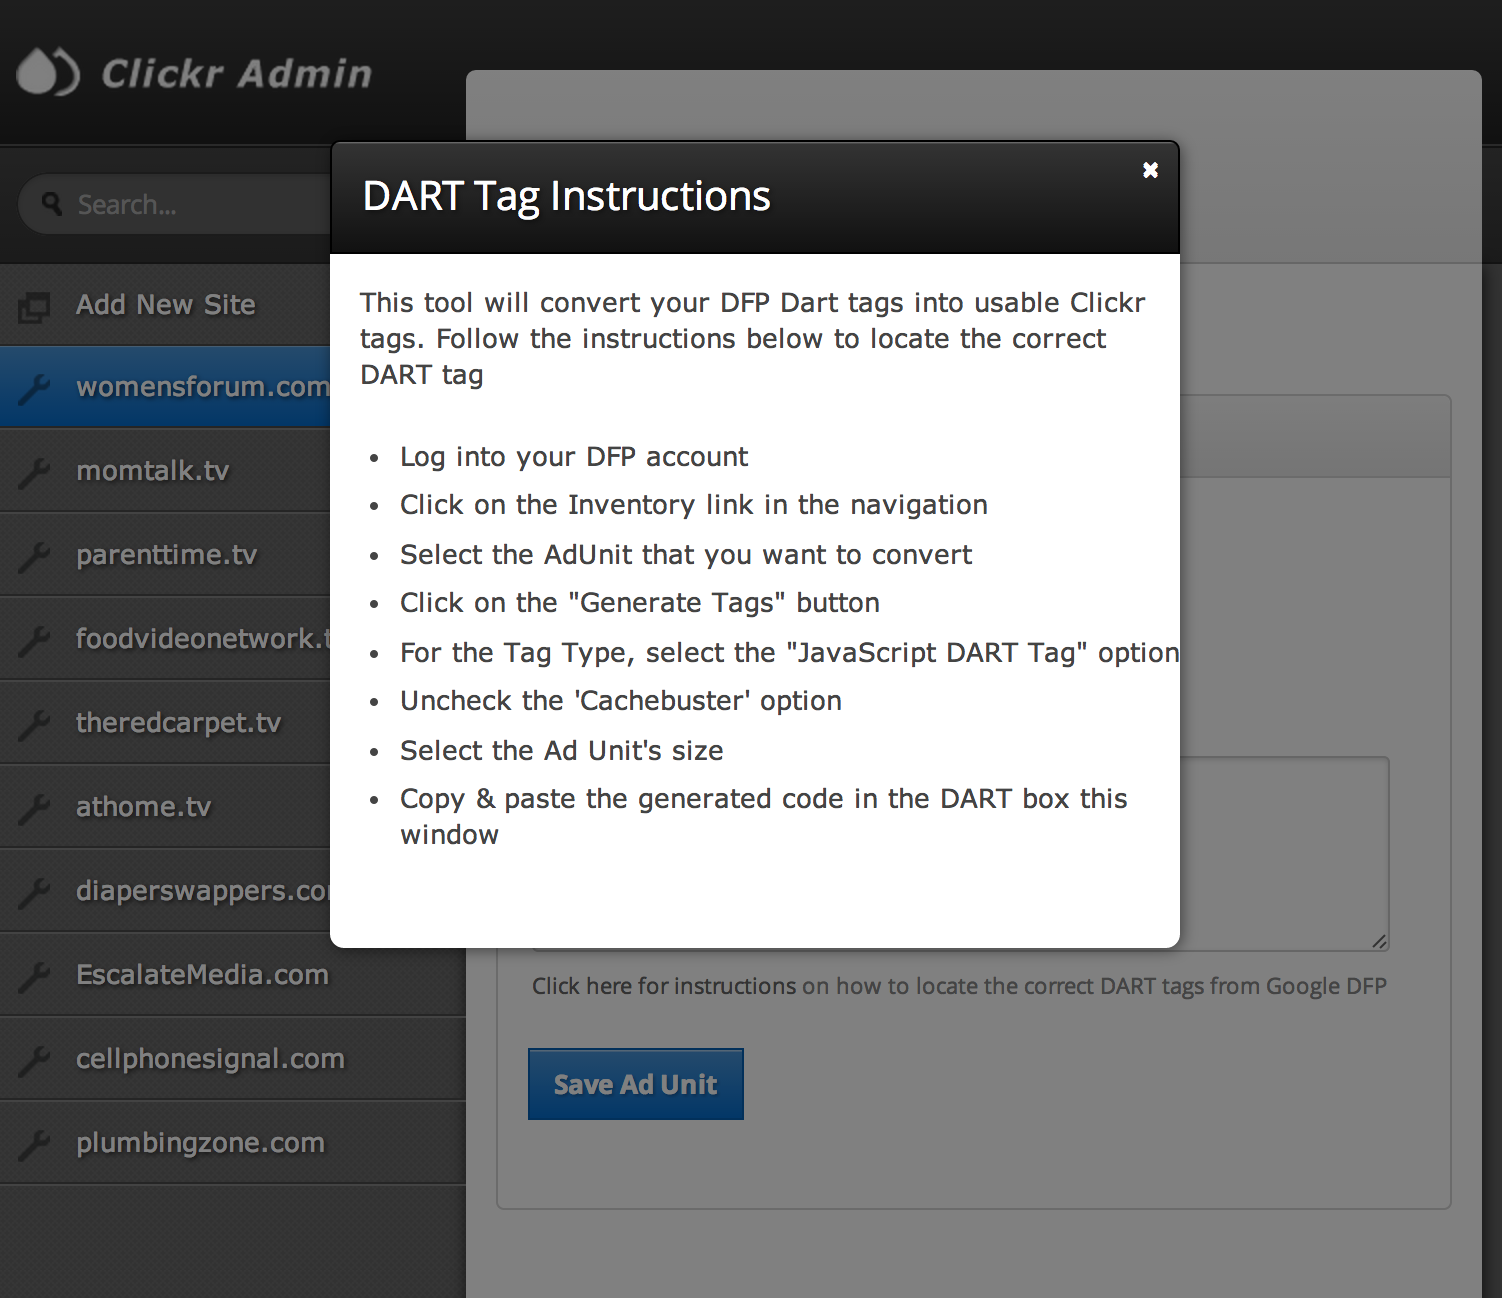 Clickr Admin
Search...
Add New Site
womensforum.com
momtalk.tv
parenttime.tv
foodvideonetwork.t
theredcarpet.tv
athome.tv
diaperswappers.co
EscalateMedia.com
cellphonesignal.com
plumbingzone.com
DART Tag Instructions
This tool will convert your DFP Dart tags into usable Clickr
tags. Follow the instructions below to locate the correct
DART tag
• Log into your DFP account
• Click on the Inventory link in the navigation
• Select the AdUnit that you want to convert
• Click on the "Generate Tags" button
• For the Tag Type, select the "JavaScript DART Tag" option
• Uncheck the 'Cachebuster' option
• Select the Ad Unit's size
• Copy & paste the generated code in the DART box this
window
Click here for instructions on how to locate the correct DART tags from Google DFP
Save Ad Unit